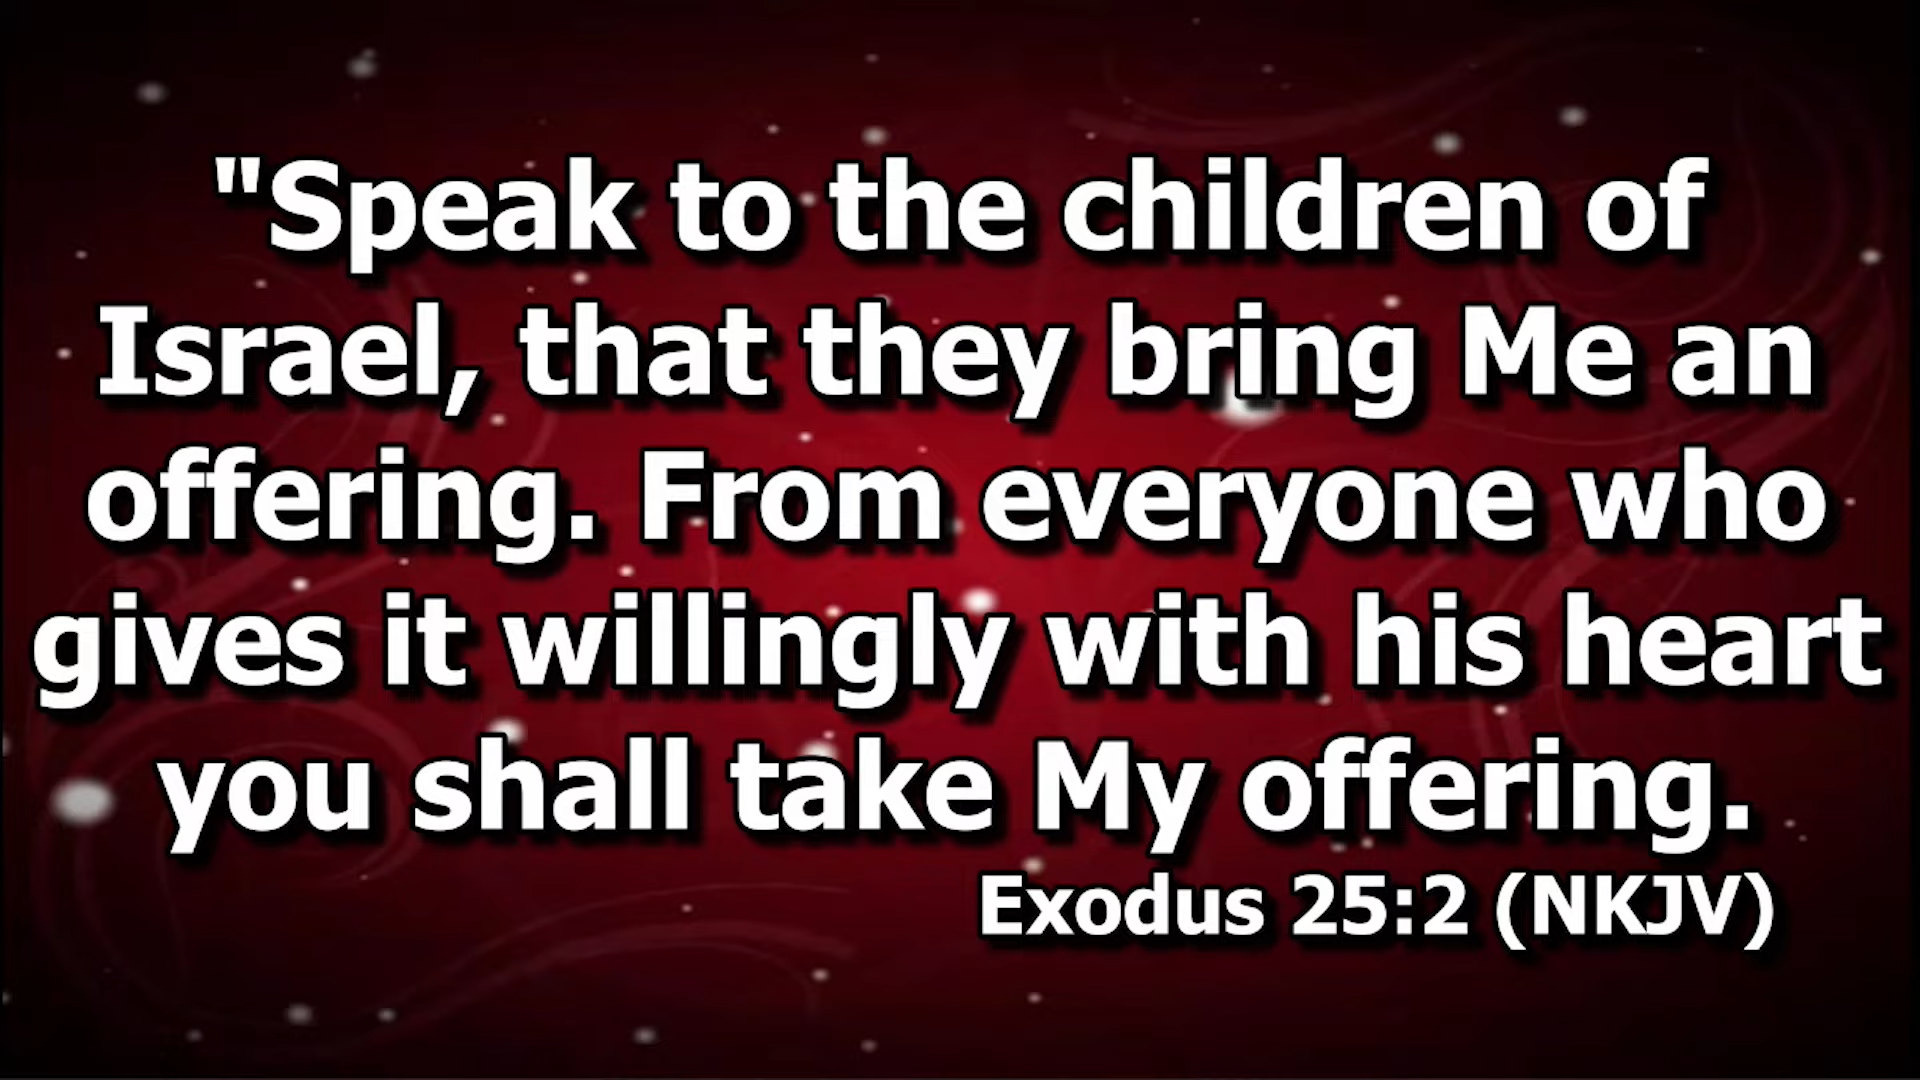 "Speak to the children of
Israel, that they bring Me an
offering. From everyone who
gives it willingly with his heart
you shall take My offering.
Exodus 25:2 (NKJV)